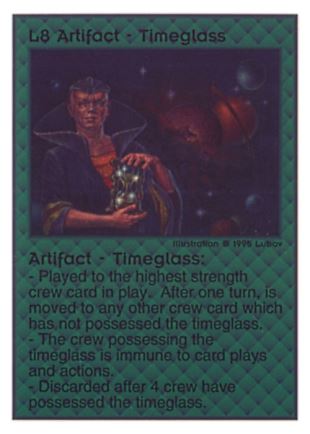 L8 Artifact - Timeglass
Illustration © 1995 Lubov
Artifact - Timeglass:
- Played to the highest strength
crew card in play. After one turn, is
moved to any other crew card which
has not possessed the timeglass.
- The crew possessing the
timeglass is immune to card plays
and actions.
- Discarded after 4 crew have
possessed the timeglass.